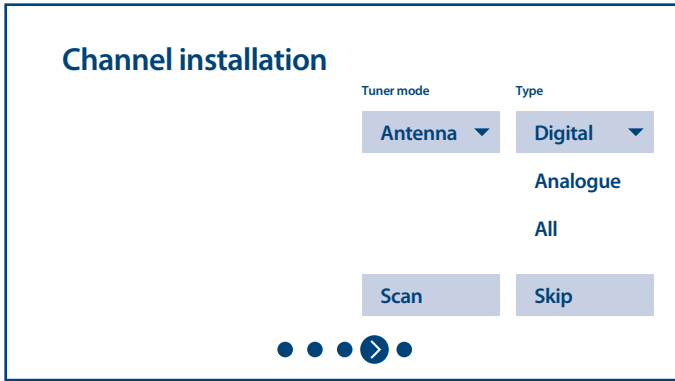 Channel installation
Tuner mode
Type
Antenna
Digital
Analogue
All
Scan
Skip